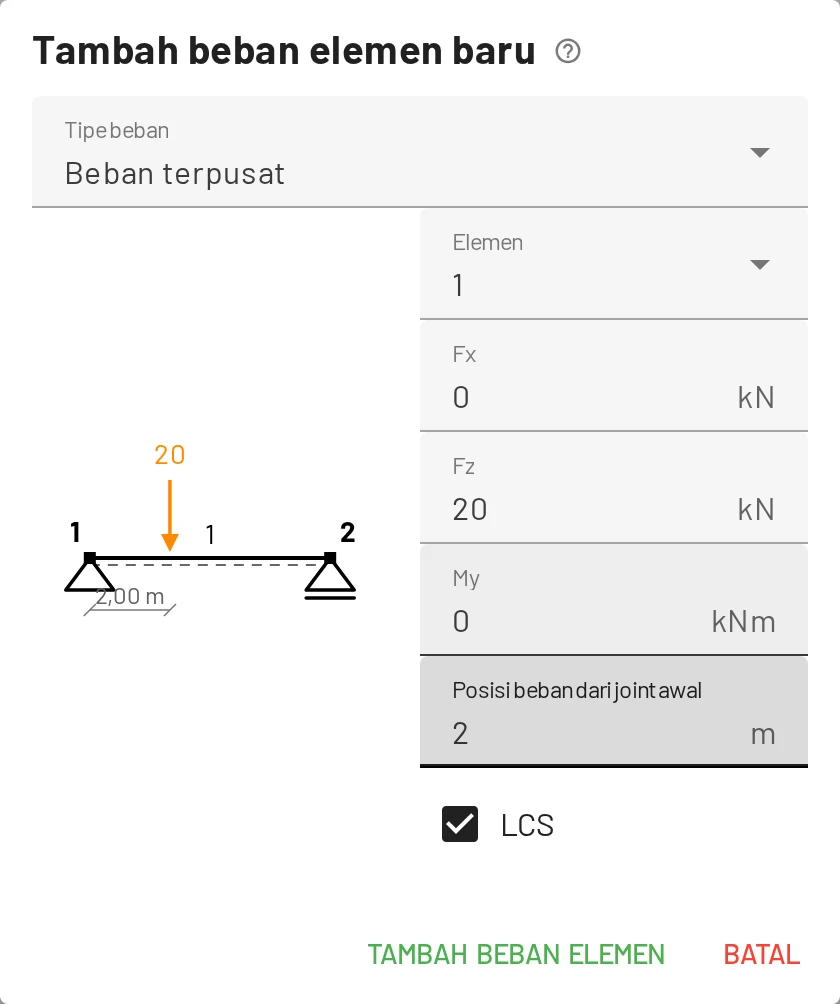 Tambah beban elemen baru
Tipe beban
Beban terpusat
Elemen
1
Fx
0 kN
Fz
20 kN
My
0 kNm
Posisi beban dari joint awal
2 m
LCS
20
1 1 2
2,00 m
TAMBAH BEBAN ELEMEN BATAL